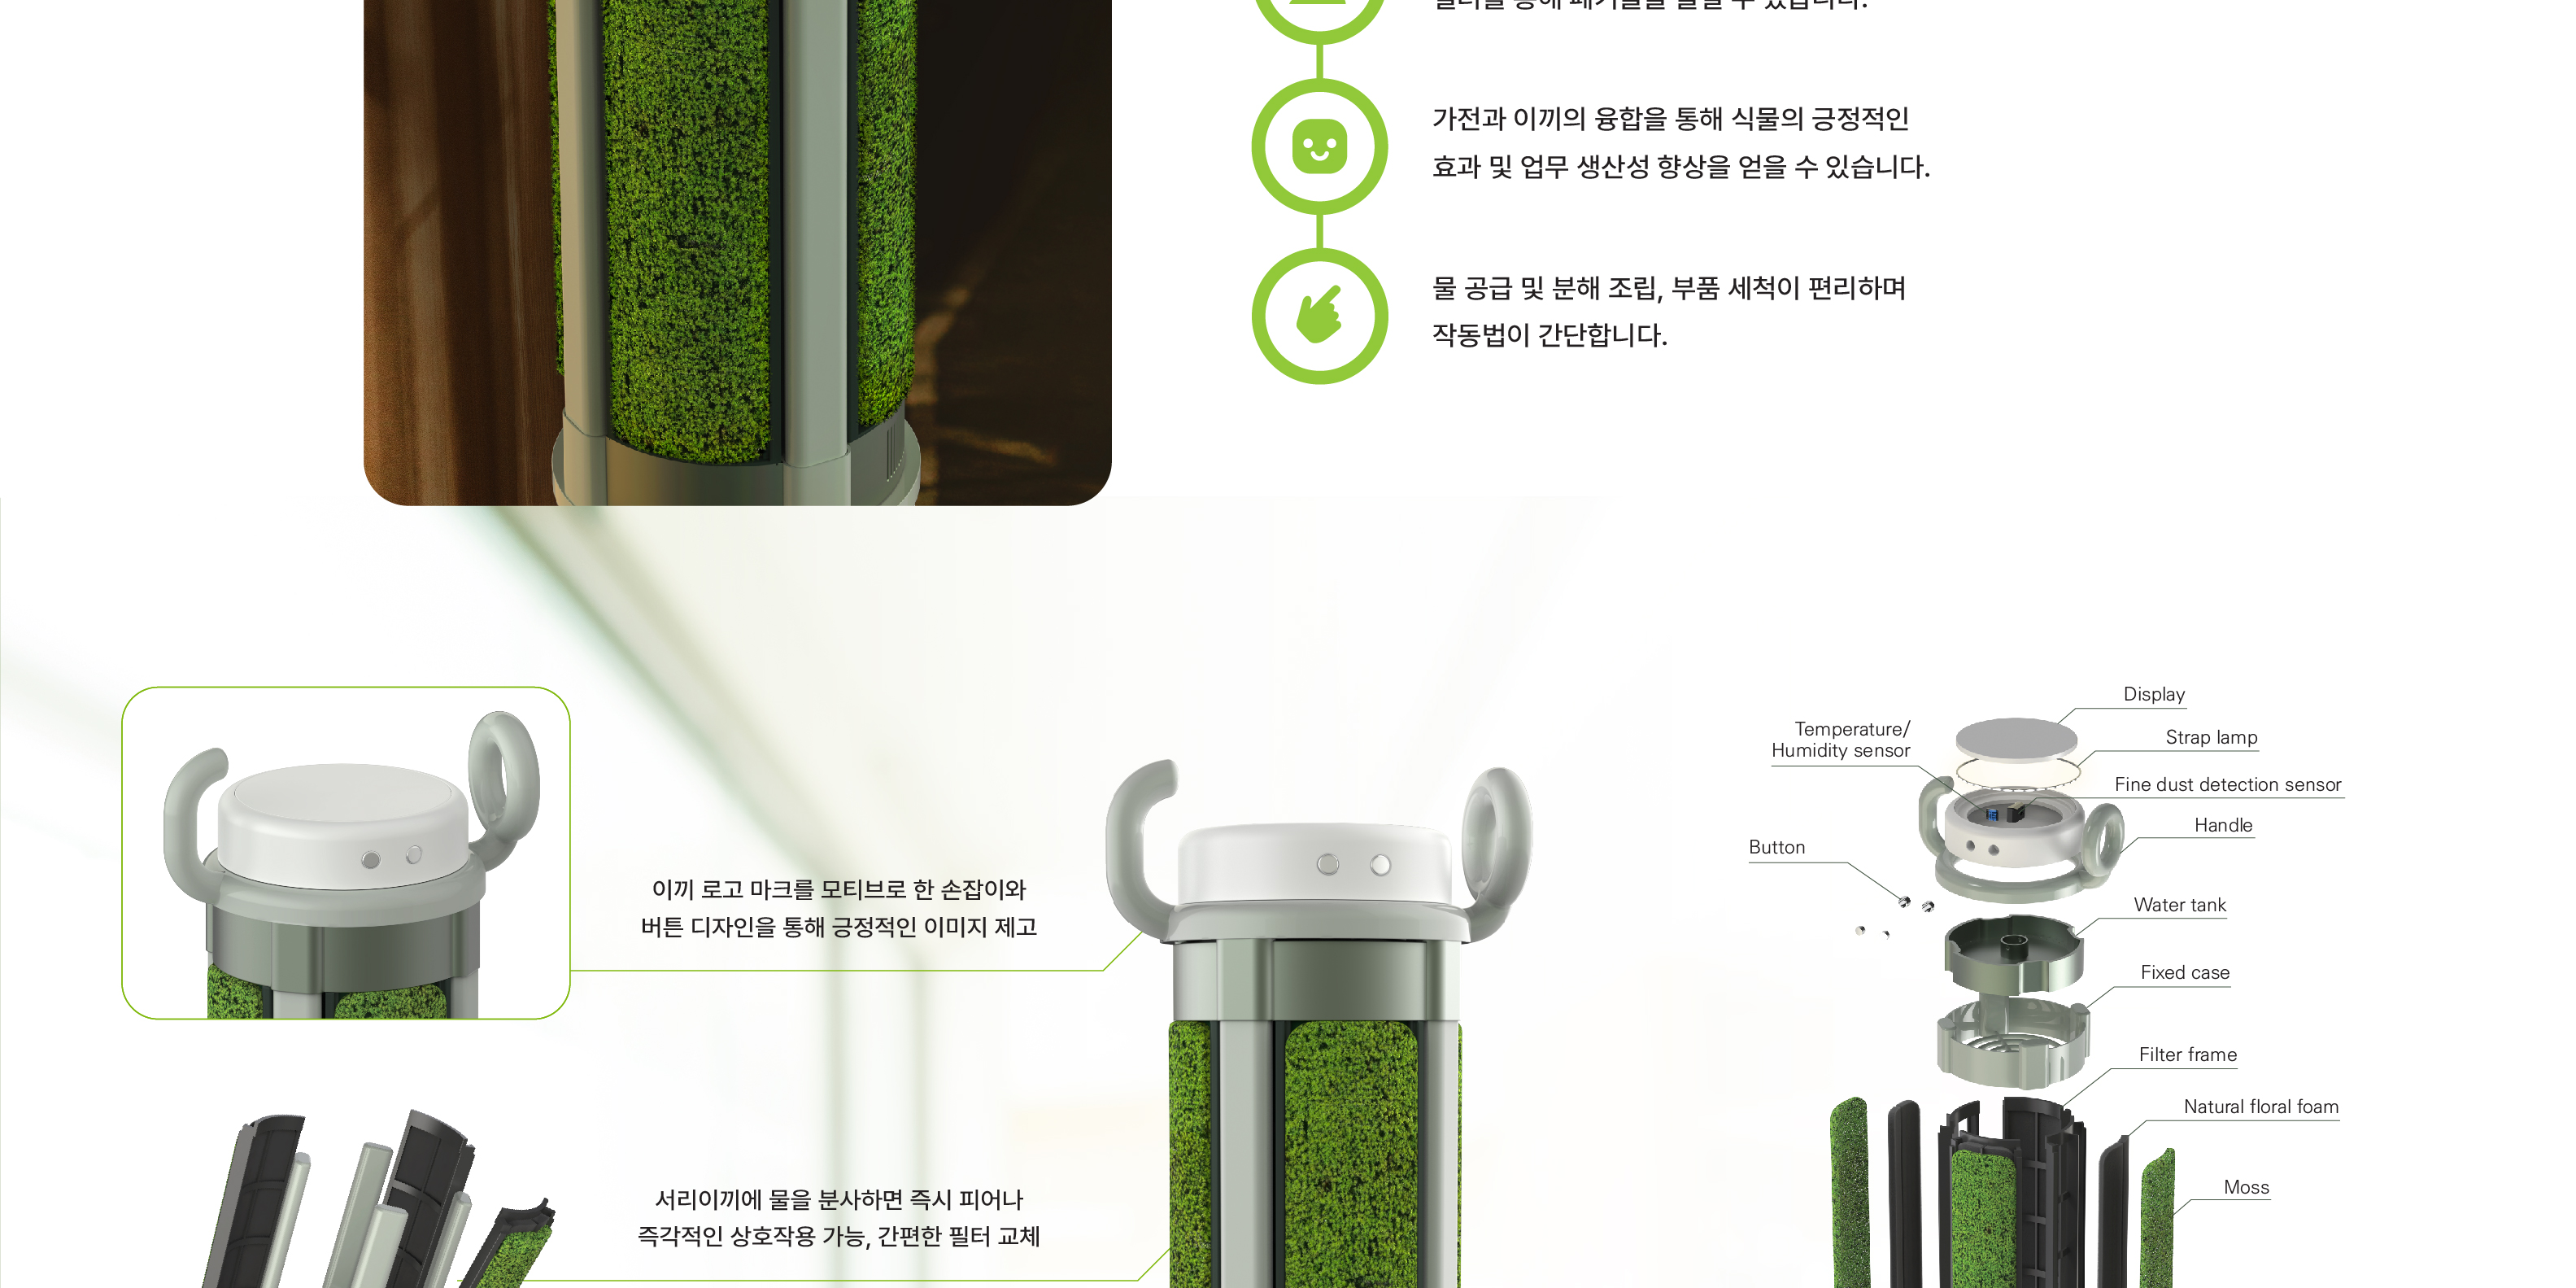 가전과 이끼의 융합을 통해 식물의 긍정적인
효과 및 업무 생산성 향상을 얻을 수 있습니다.
물 공급 및 분해 조립, 부품 세척이 편리하며
작동법이 간단합니다.
이끼 로고 마크를 모티브로 한 손잡이와
버튼 디자인을 통해 긍정적인 이미지 제고
서리이끼에 물을 분사하면 즉시 피어나
즉각적인 상호작용 가능, 간편한 필터 교체
Display
Temperature/
Humidity sensor
Strap lamp
Fine dust detection sensor
Handle
Button
Water tank
Fixed case
Filter frame
Natural floral foam
Moss